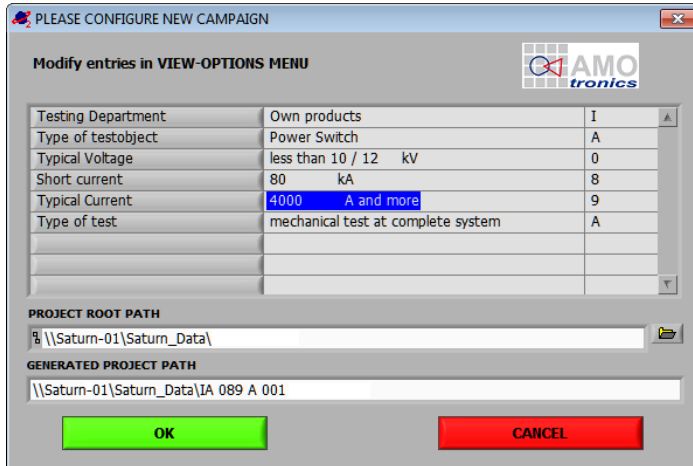 PLEASE CONFIGURE NEW CAMPAIGN
Modify entries in VIEW-OPTIONS MENU
AMO
tronics
Testing Department Own products I
Type of testobject Power Switch A
Typical Voltage less than 10 / 12 kV 0
Short current 80 kA 8
Typical Current 4000 A and more 9
Type of test mechanical test at complete system A
PROJECT ROOT PATH
\\Saturn-01\Saturn_Data\
GENERATED PROJECT PATH
\\Saturn-01\Saturn_Data\IA 089 A 001
OK CANCEL